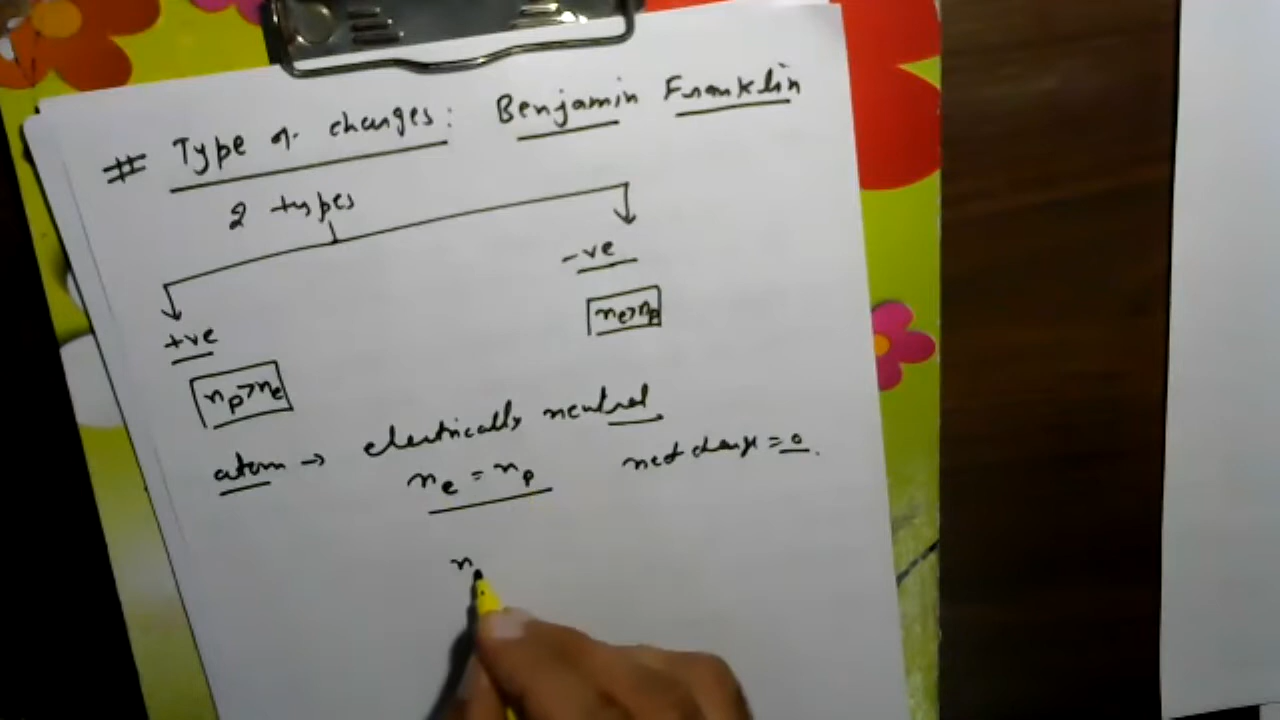 # Type of charges: Benjamin Franklin
2 types
-ve
ne>np
+ve
np>ne
atom → electrically neutral
ne = np net charge = 0.
n